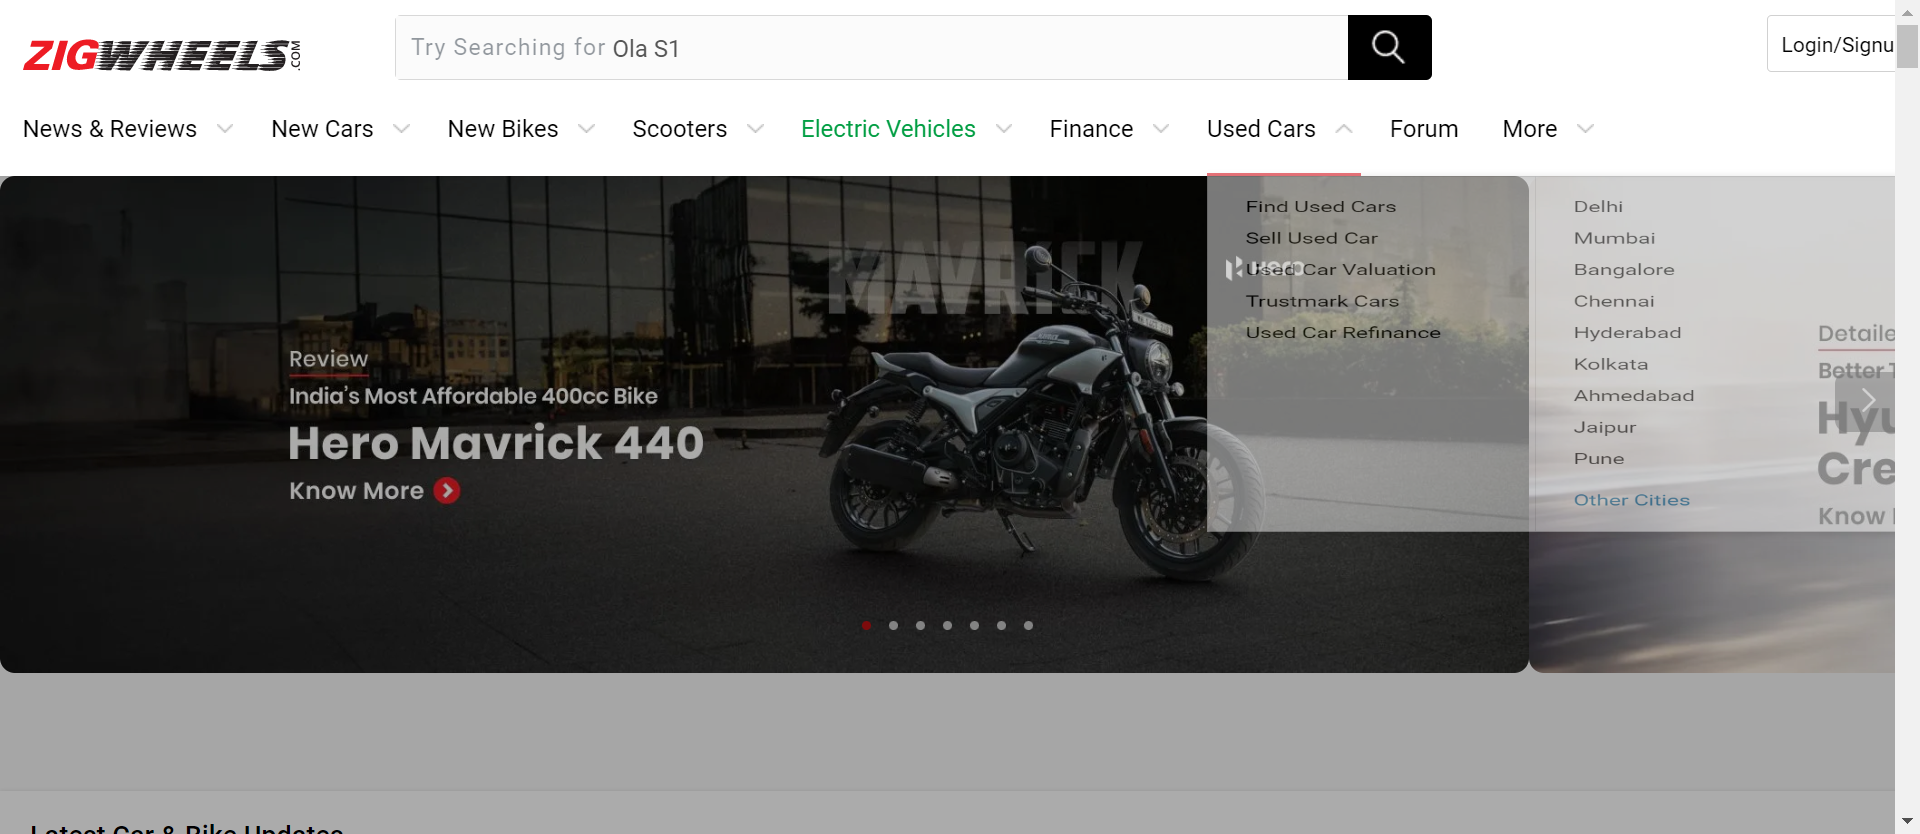 ZIGWHEELS.COM
Try Searching for Ola S1
Login/Signu
News & Reviews
New Cars
New Bikes
Scooters
Electric Vehicles
Finance
Used Cars
Forum
More
MAVRICK
Review
India's Most Affordable 400cc Bike
Hero Mavrick 440
Know More
Hero
Find Used Cars
Sell Used Car
Used Car Valuation
Trustmark Cars
Used Car Refinance
Delhi
Mumbai
Bangalore
Chennai
Hyderabad
Kolkata
Ahmedabad
Jaipur
Pune
Other Cities
Detaile
Better T
Hyu
Cre
Know
Latest Car & Bike Updates